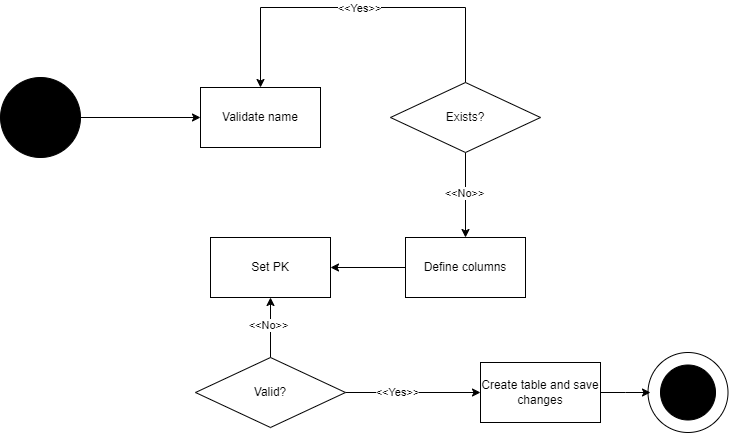 <<Yes>>
Validate name
Exists?
<<No>>
Set PK
Define columns
<<No>>
Valid?
<<Yes>>
Create table and save
changes